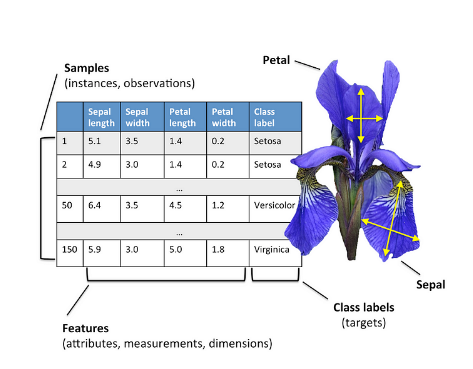 Petal
Samples
(instances, observations)
Sepal length Sepal width Petal length Petal width Class label
1 5.1 3.5 1.4 0.2 Setosa
2 4.9 3.0 1.4 0.2 Setosa
...
50 6.4 3.5 4.5 1.2 Versicolor
...
150 5.9 3.0 5.0 1.8 Virginica
Sepal
Class labels
(targets)
Features
(attributes, measurements, dimensions)